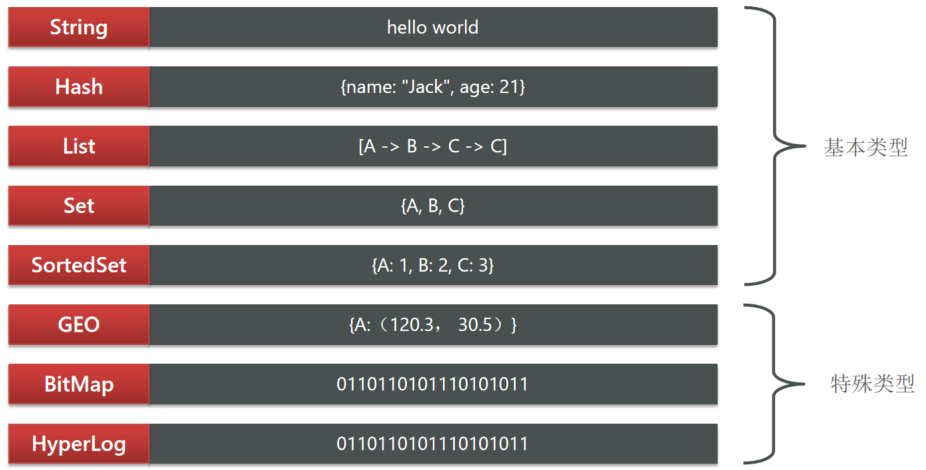 String hello world
Hash {name: "Jack", age: 21}
List [A -> B -> C -> C]
基本类型
Set {A, B, C}
SortedSet {A: 1, B: 2, C: 3}
GEO {A:（120.3， 30.5）}
BitMap 0110110101110101011
特殊类型
HyperLog 0110110101110101011